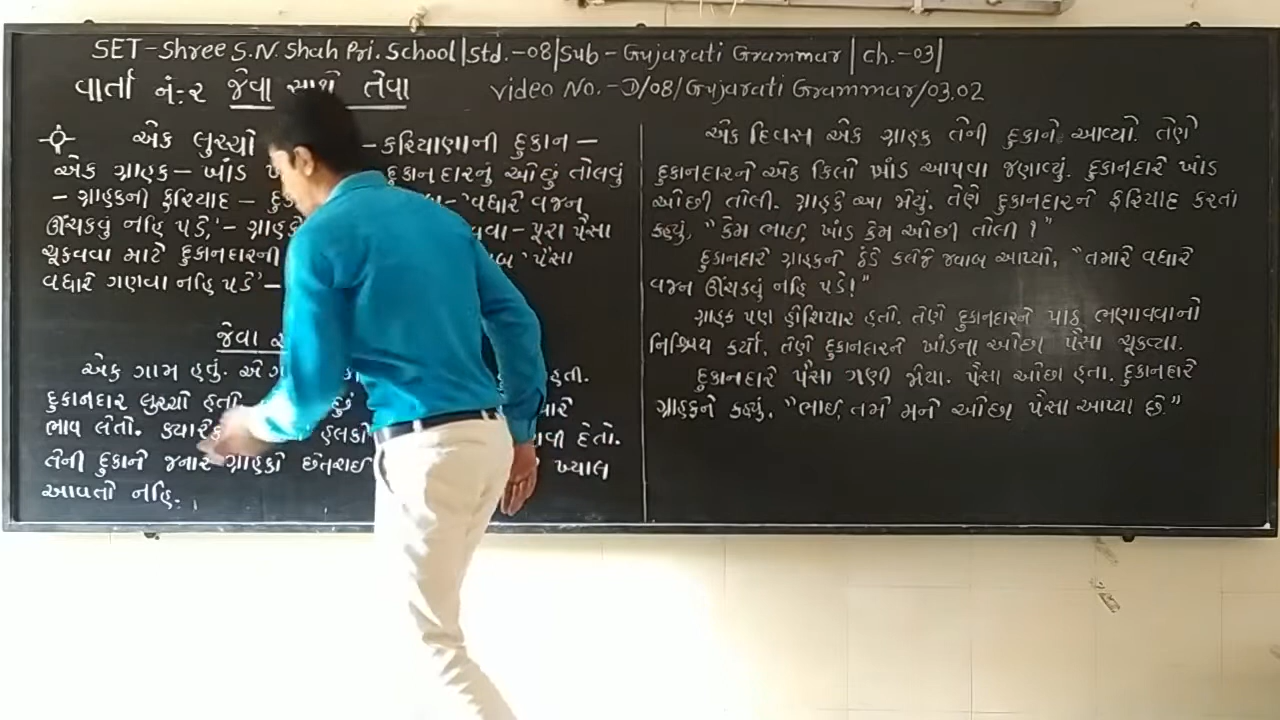 SET-Shree S.N. Shah Pri. School|Std.-08|Sub-Gujarati Grammar|ch.-03|
વાર્તા નં:-૨ જેવા સાથે તેવા
Video No.-D/08/Gujarati Grammar/03.02
એક લુચ્ચો - કરિયાણાની દુકાન -
એક ગ્રાહક - ખાંડ દુકાનદારનું ઓછું તોલવું
- ગ્રાહકની ફરિયાદ - 'વધારે વજન
ઊંચકવું નહિ પડે.' - પૂરા પૈસા
ચૂકવવા માટે દુકાનદારની પૈસા
વધારે ગણવા નહિ પડે' -
જેવા
એક ગામ હતું. હતી.
દુકાનદાર લુચ્ચો હતો.
ભાવ લેતો. ક્યારેક હલકો દેતો.
તેની દુકાને જનાર ગ્રાહકો છેતરાઈ ખ્યાલ
આવતો નહિ.
એક દિવસ એક ગ્રાહક તેની દુકાને આવ્યો. તેણે
દુકાનદારને એક કિલો ખાંડ આપવા જણાવ્યું. દુકાનદારે ખાંડ
ઓછી તોલી. ગ્રાહકે આ જોયું. તેણે દુકાનદારને ફરિયાદ કરતાં
કહ્યું, "કેમ ભાઈ, ખાંડ કેમ ઓછી તોલી ?"
દુકાનદારે ગ્રાહકને ઠંડે કલેજે જવાબ આપ્યો, "તમારે વધારે
વજન ઊંચકવું નહિ પડે!"
ગ્રાહક પણ હોશિયાર હતો. તેણે દુકાનદારને પાઠ ભણાવવાનો
નિશ્ચય કર્યો. તેણે દુકાનદારને ખાંડના ઓછા પૈસા ચૂકવ્યા.
દુકાનદારે પૈસા ગણી જોયા. પૈસા ઓછા હતા. દુકાનદારે
ગ્રાહકને કહ્યું, "ભાઈ, તમે મને ઓછા પૈસા આપ્યા છે."